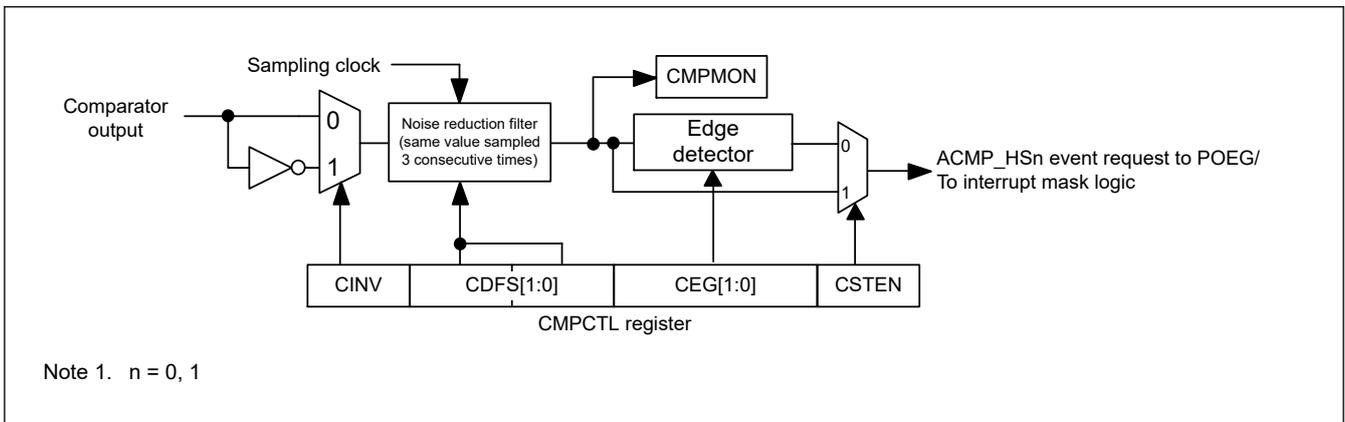 Sampling clock
CMPMON
Comparator
output
0
1
Noise reduction filter
(same value sampled
3 consecutive times)
Edge
detector
0
1
ACMP_HSn event request to POEG/
To interrupt mask logic
CINV
CDFS[1:0]
CEG[1:0]
CSTEN
CMPCTL register
Note 1. n = 0, 1